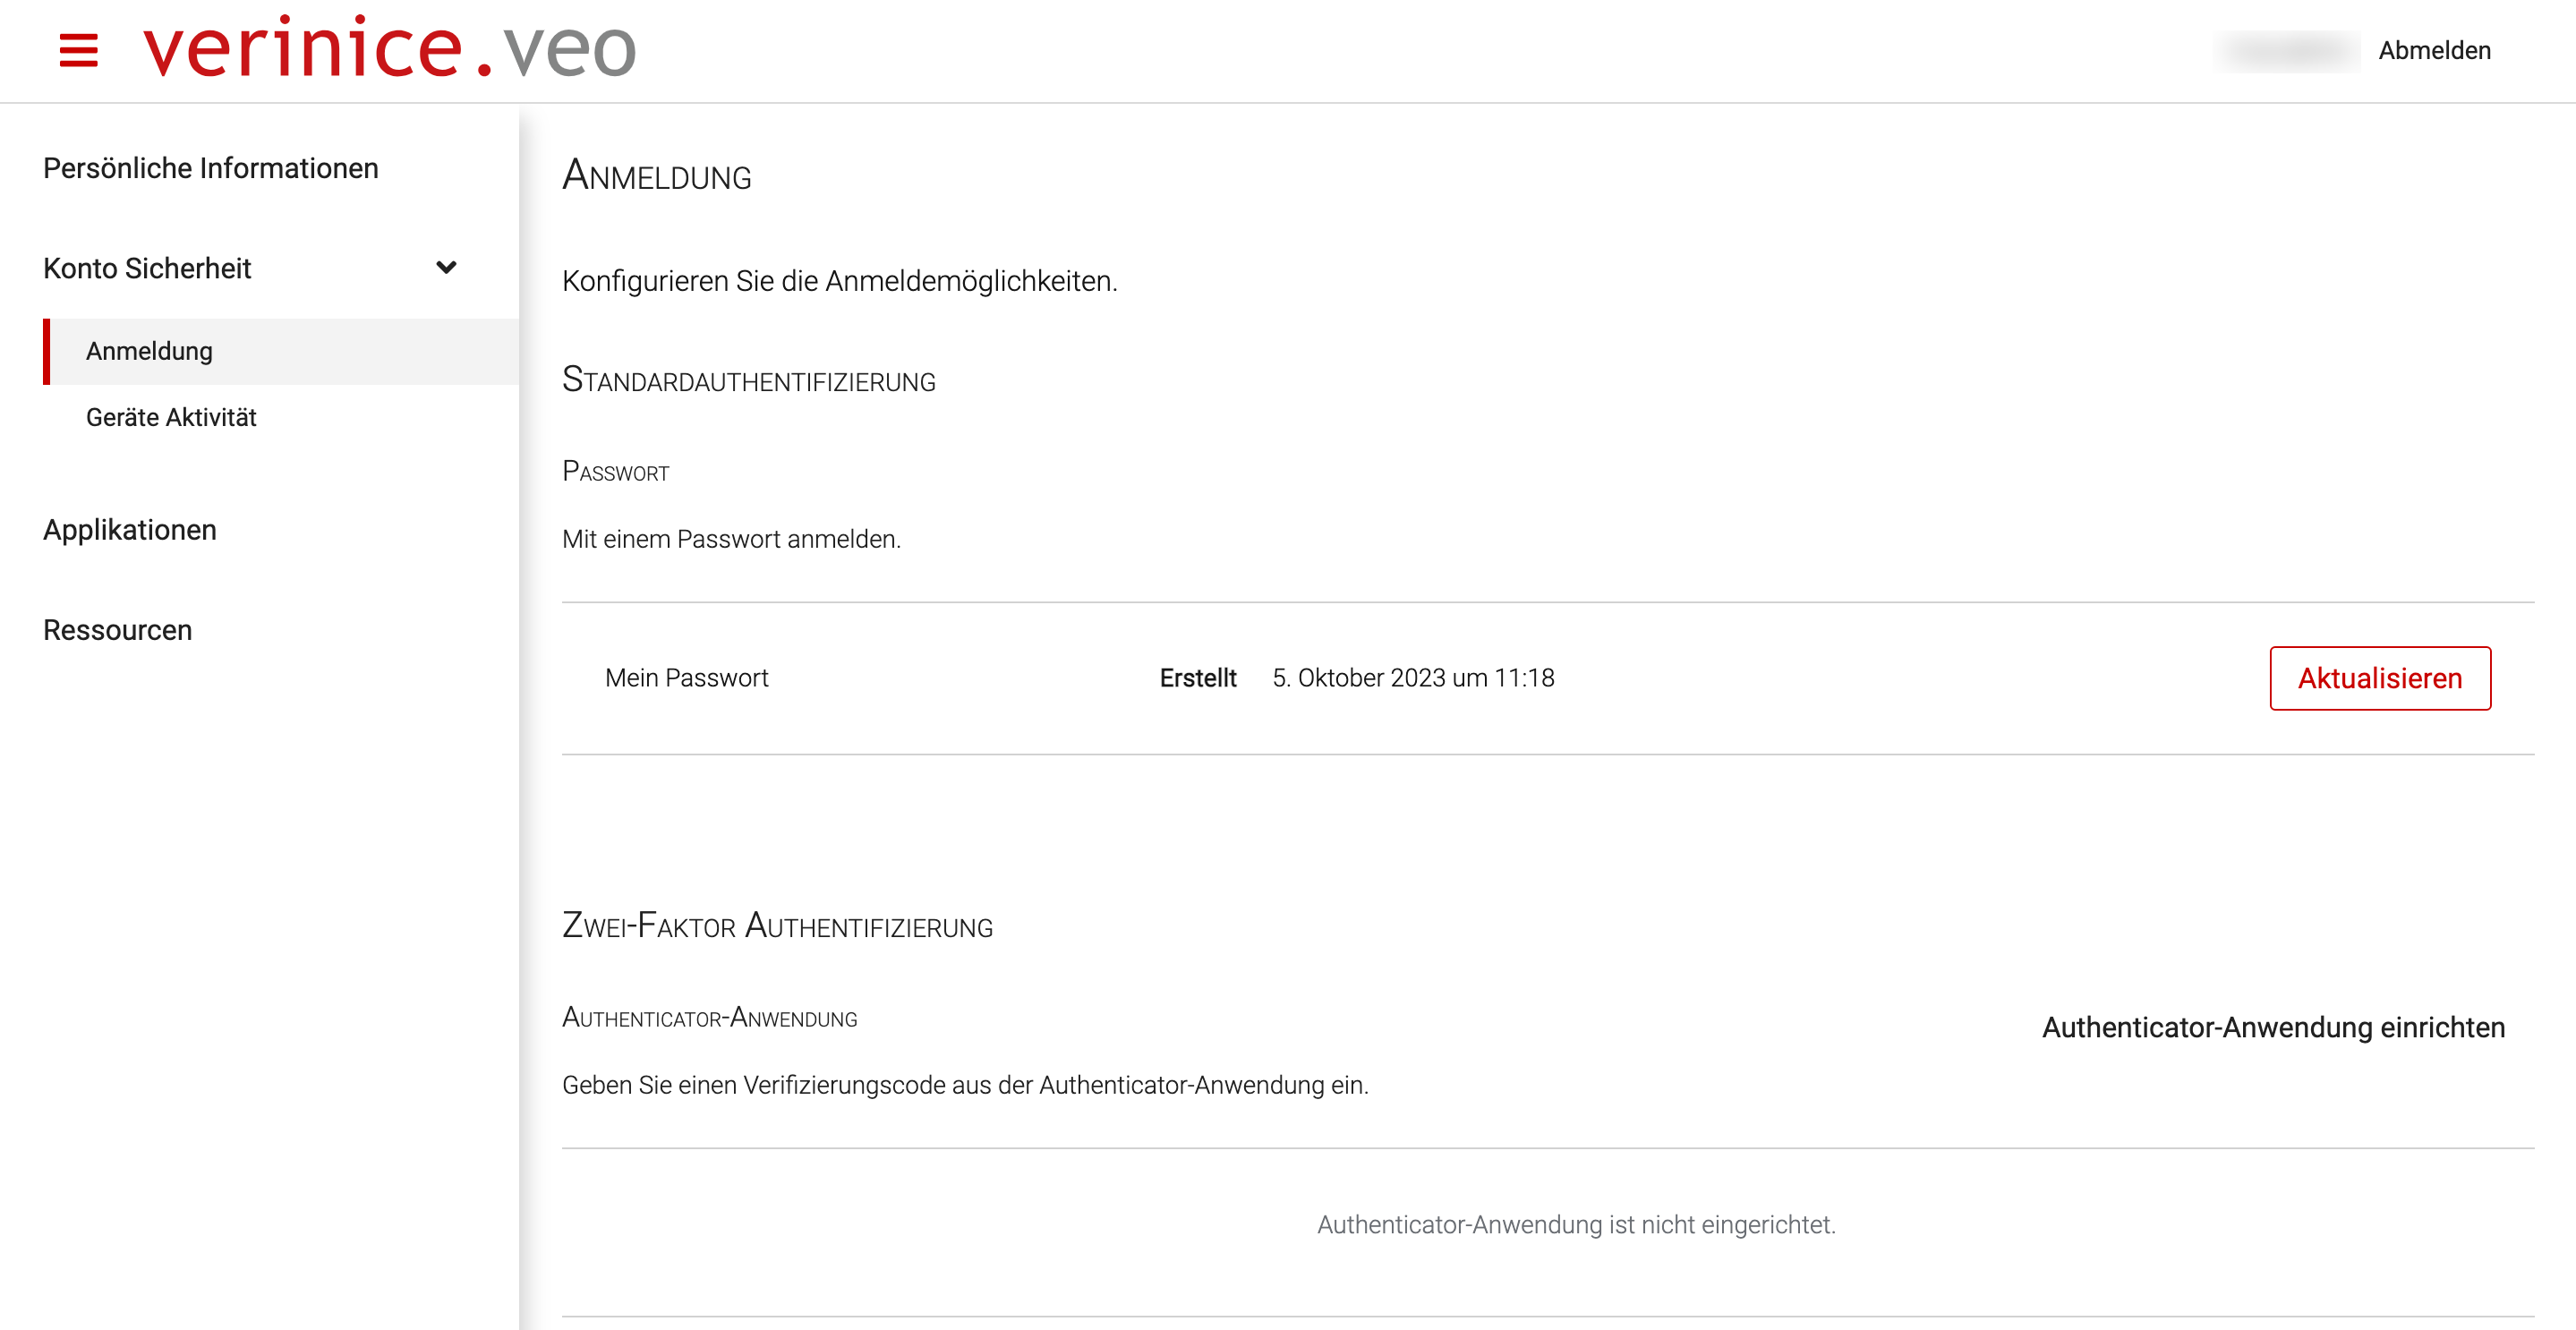 verinice.veo
Abmelden
Persönliche Informationen
Konto Sicherheit
Anmeldung
Geräte Aktivität
Applikationen
Ressourcen
Anmeldung
Konfigurieren Sie die Anmeldemöglichkeiten.
Standardauthentifizierung
Passwort
Mit einem Passwort anmelden.
Mein Passwort Erstellt 5. Oktober 2023 um 11:18 Aktualisieren
Zwei-Faktor Authentifizierung
Authenticator-Anwendung
Authenticator-Anwendung einrichten
Geben Sie einen Verifizierungscode aus der Authenticator-Anwendung ein.
Authenticator-Anwendung ist nicht eingerichtet.